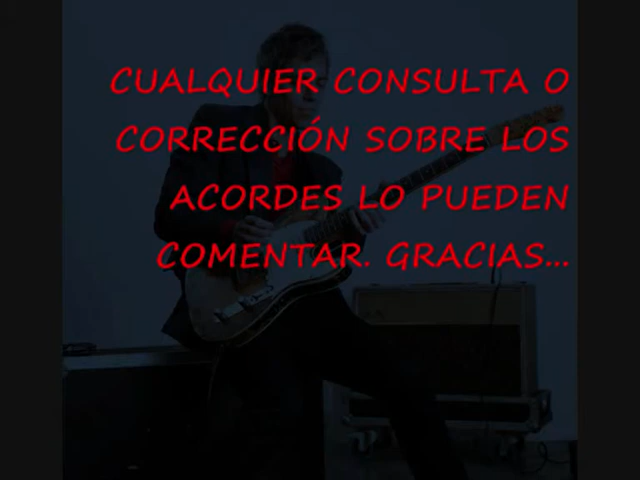 CUALQUIER CONSULTA O
CORRECCIÓN SOBRE LOS
ACORDES LO PUEDEN
COMENTAR. GRACIAS...